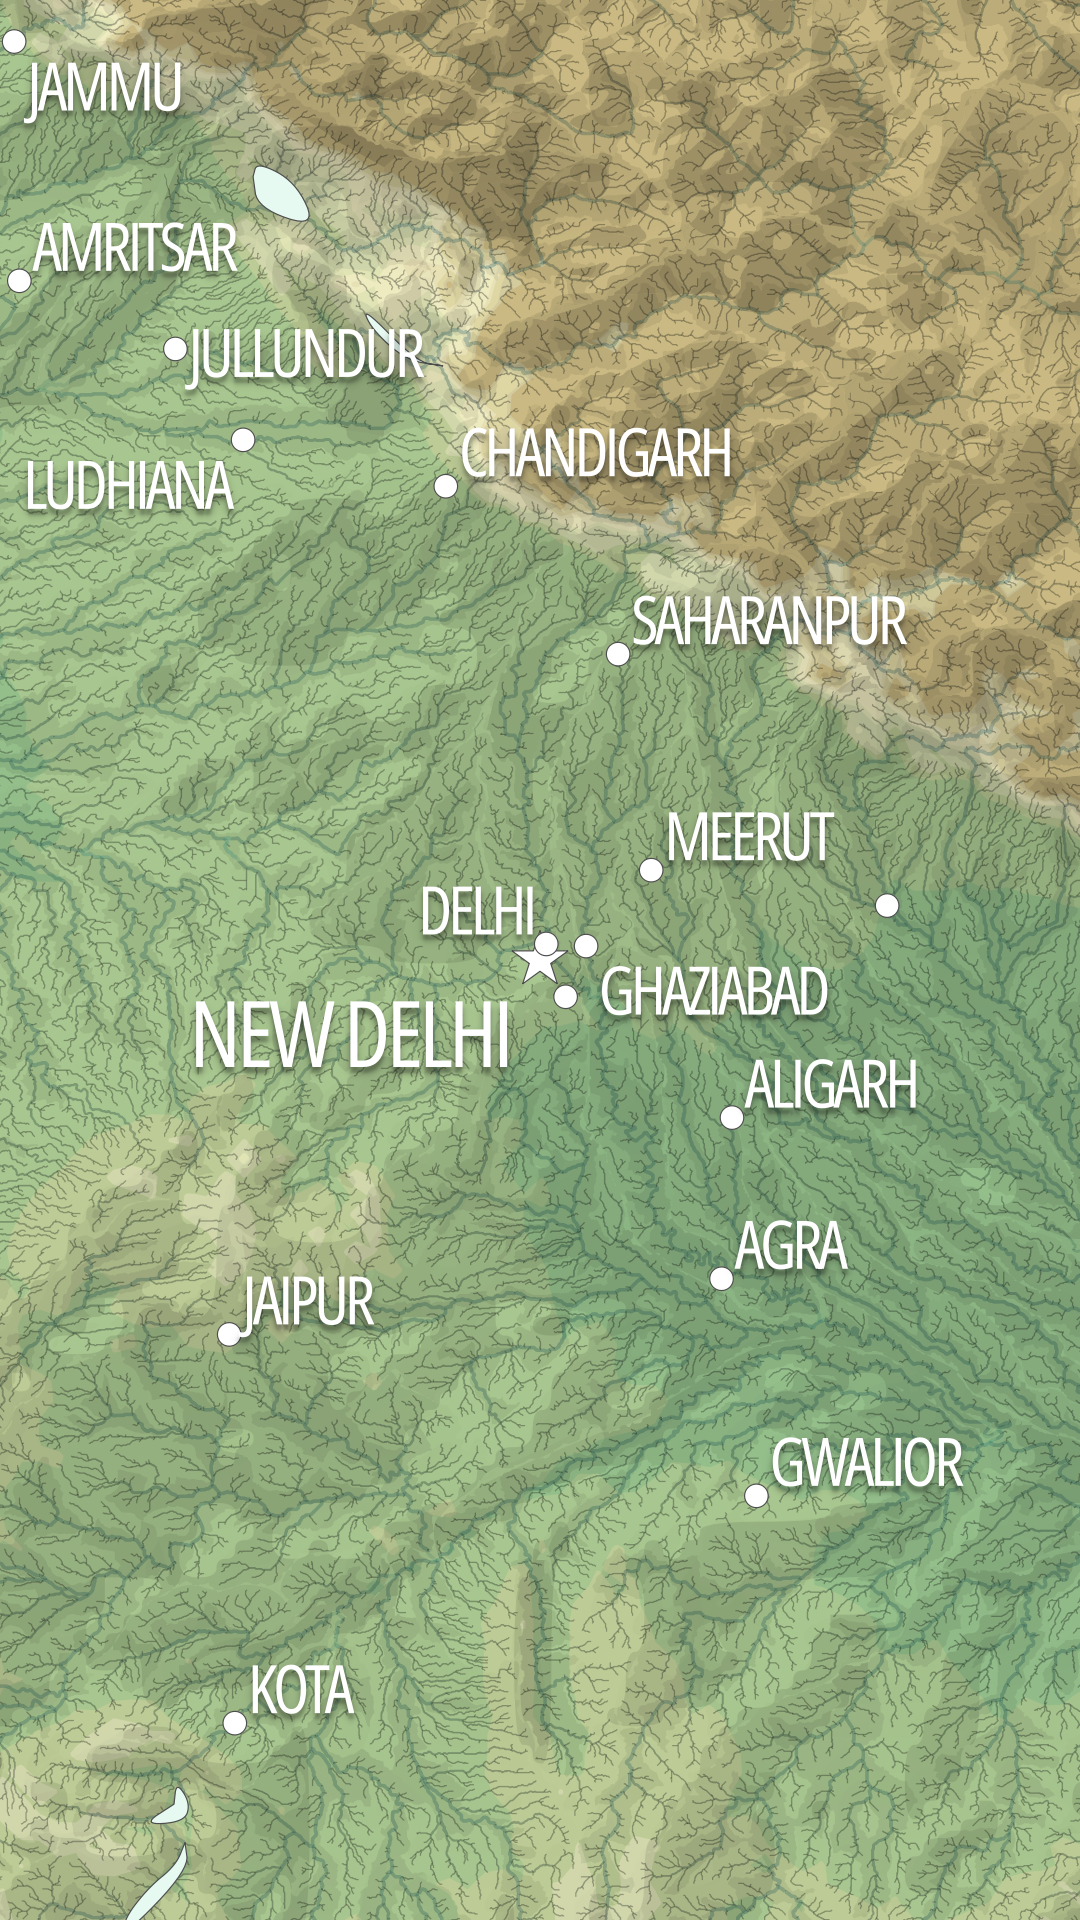 JAMMU
AMRITSAR
JULLUNDUR
CHANDIGARH
LUDHIANA
SAHARANPUR
MEERUT
DELHI
GHAZIABAD
NEW DELHI
ALIGARH
AGRA
JAIPUR
GWALIOR
KOTA